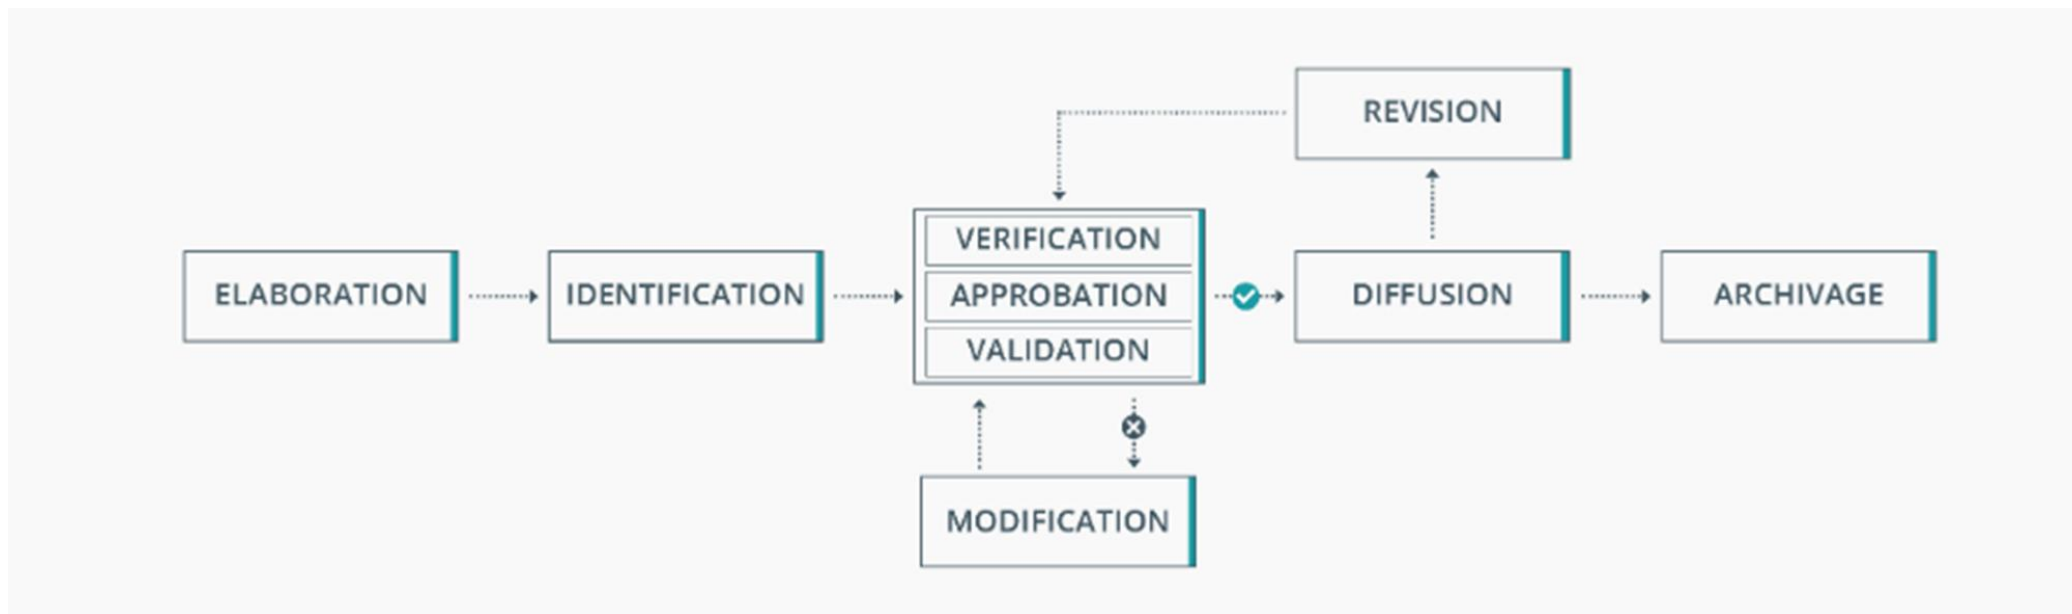 REVISION
VERIFICATION
ELABORATION
IDENTIFICATION
APPROBATION
DIFFUSION
ARCHIVAGE
VALIDATION
MODIFICATION